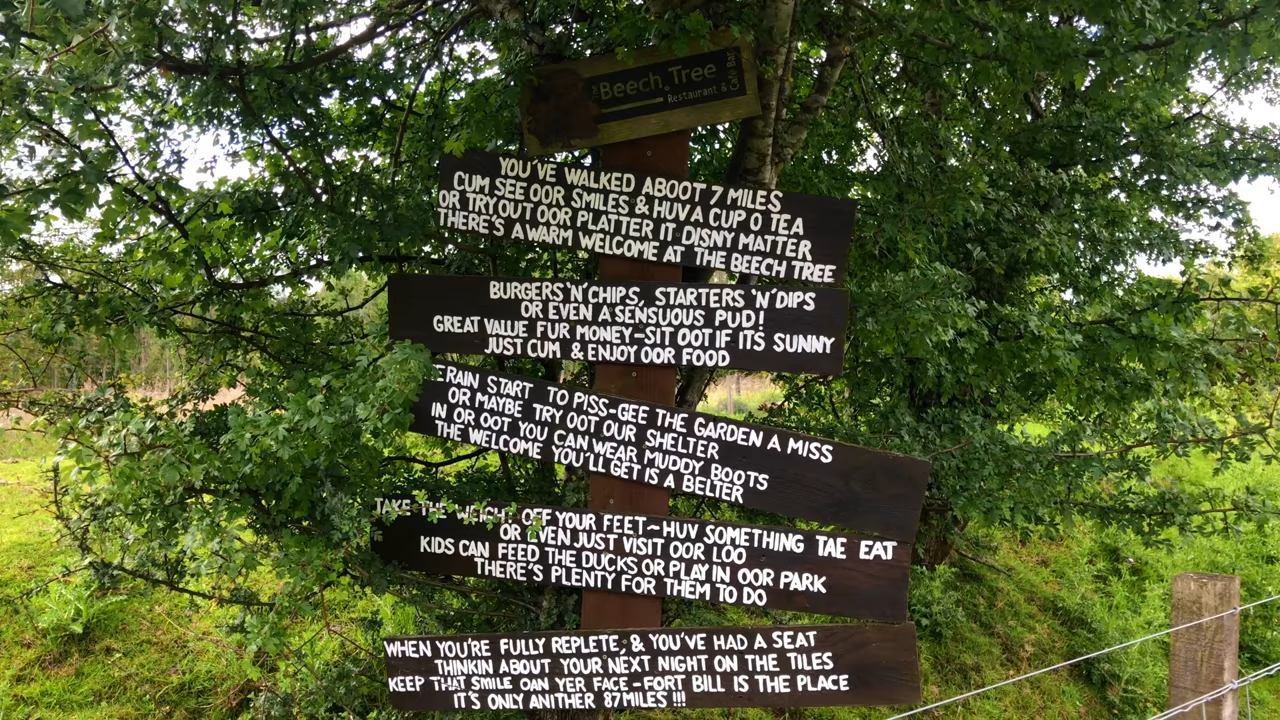 The Beech Tree
Restaurant & Cafe Bar
YOU'VE WALKED ABOOT 7 MILES
CUM SEE OOR SMILES & HUV A CUP O TEA
OR TRY OUT OOR PLATTER IT DISNY MATTER
THERE'S A WARM WELCOME AT THE BEECH TREE
BURGERS 'N' CHIPS, STARTERS 'N' DIPS
OR EVEN A SENSUOUS PUD!
GREAT VALUE FUR MONEY-SIT OOT IF IT'S SUNNY
JUST CUM & ENJOY OOR FOOD
RAIN START TO PISS-GEE THE GARDEN A MISS
OR MAYBE TRY OOT OUR SHELTER
IN OR OOT YOU CAN WEAR MUDDY BOOTS
THE WELCOME YOU'LL GET IS A BELTER
TAKE THE WEIGHT OFF YOUR FEET~HUV SOMETHING TAE EAT
OR EVEN JUST VISIT OOR LOO
KIDS CAN FEED THE DUCKS OR PLAY IN OOR PARK
THERE'S PLENTY FOR THEM TO DO
WHEN YOU'RE FULLY REPLETE, & YOU'VE HAD A SEAT
THINKIN ABOUT YOUR NEXT NIGHT ON THE TILES
KEEP THAT SMILE OAN YER FACE-FORT BILL IS THE PLACE
IT'S ONLY ANITHER 87 MILES !!!